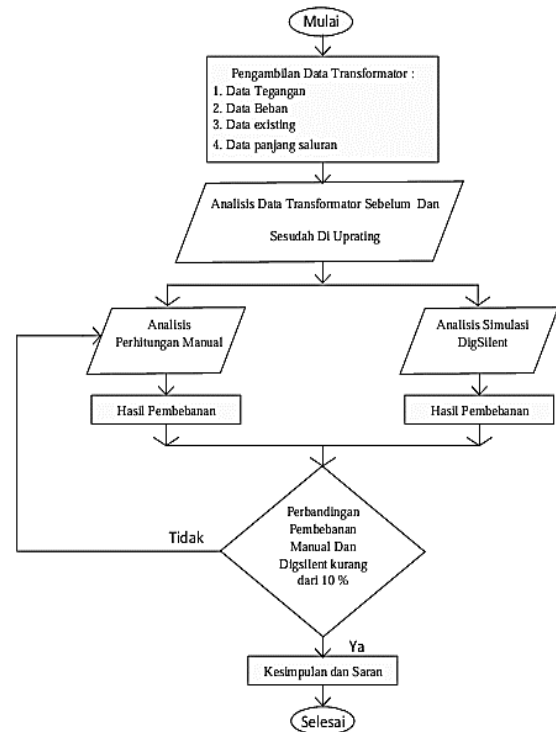 Mulai
Pengambilan Data Transformator :
1. Data Tegangan
2. Data Beban
3. Data existing
4. Data panjang saluran
Analisis Data Transformator Sebelum Dan
Sesudah Di Uprating
Analisis
Perhitungan Manual
Analisis Simulasi
DigSilent
Hasil Pembebanan
Hasil Pembebanan
Perbandingan
Pembebanan
Manual Dan
Digsilent kurang
dari 10 %
Tidak
Ya
Kesimpulan dan Saran
Selesai